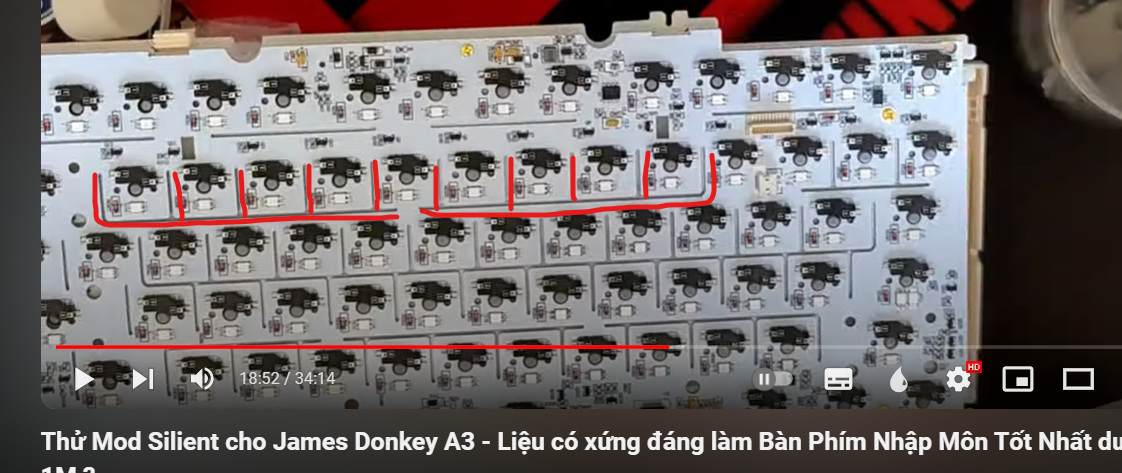 18:52 / 34:14
HD
Thử Mod Silient cho James Donkey A3 - Liệu có xứng đáng làm Bàn Phím Nhập Môn Tốt Nhất dư